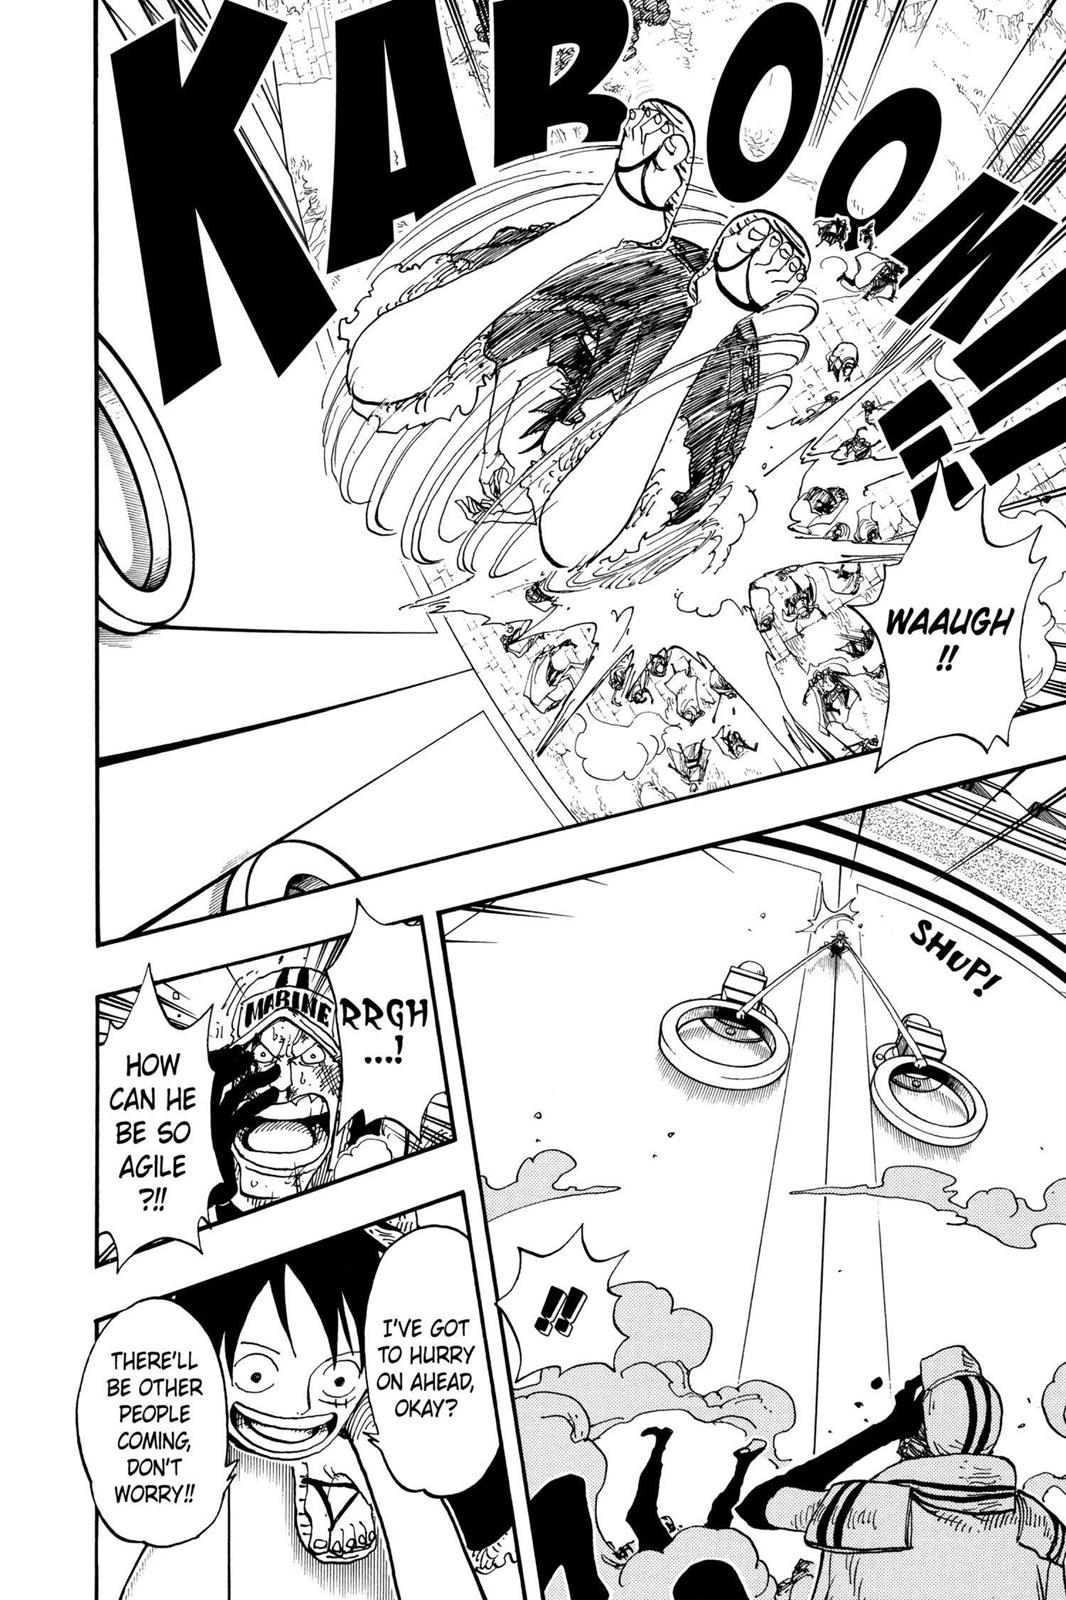 KABOOM!!!
WAAUGH
!!
SHUP!
!!
RRGH
...!
MARINE
HOW
CAN HE
BE SO
AGILE
?!!
I'VE GOT
TO HURRY
ON AHEAD,
OKAY?
THERE'LL
BE OTHER
PEOPLE
COMING,
DON'T
WORRY!!